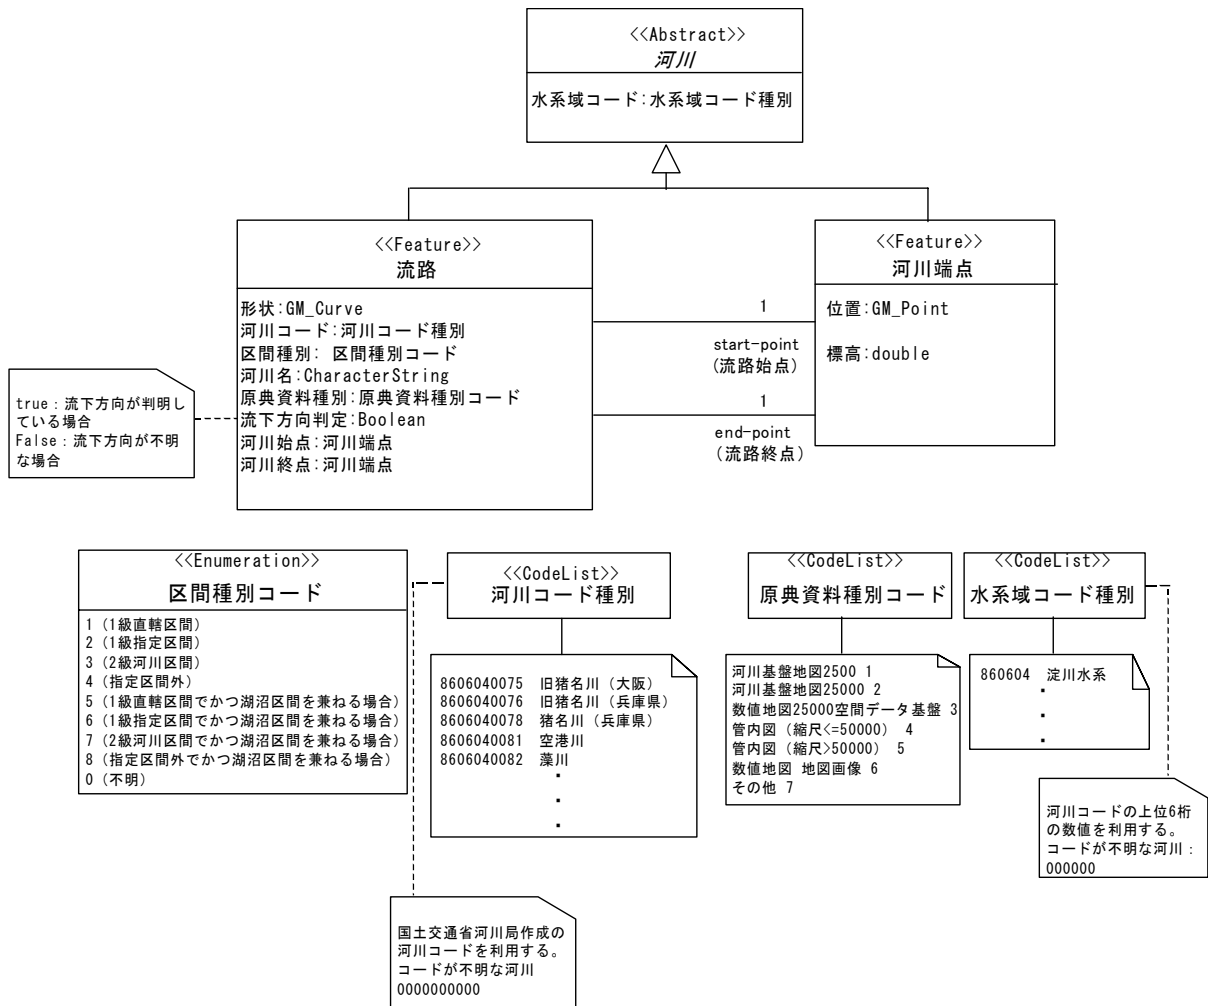 <<Abstract>>
河川
水系域コード:水系域コード種別
<<Feature>>
流路
形状:GM_Curve
河川コード:河川コード種別
区間種別: 区間種別コード
河川名:CharacterString
原典資料種別:原典資料種別コード
流下方向判定:Boolean
河川始点:河川端点
河川終点:河川端点
<<Feature>>
河川端点
位置:GM_Point
標高:double
1
start-point
(流路始点)
1
end-point
(流路終点)
true:流下方向が判明し
ている場合
False:流下方向が不明
な場合
<<Enumeration>>
区間種別コード
1 (1級直轄区間)
2 (1級指定区間)
3 (2級河川区間)
4 (指定区間外)
5 (1級直轄区間でかつ湖沼区間を兼ねる場合)
6 (1級指定区間でかつ湖沼区間を兼ねる場合)
7 (2級河川区間でかつ湖沼区間を兼ねる場合)
8 (指定区間外でかつ湖沼区間を兼ねる場合)
0 (不明)
<<CodeList>>
河川コード種別
8606040075 旧猪名川(大阪)
8606040076 旧猪名川(兵庫県)
8606040078 猪名川(兵庫県)
8606040081 空港川
8606040082 藻川
・
・
・
<<CodeList>>
原典資料種別コード
河川基盤地図2500 1
河川基盤地図25000 2
数値地図25000空間データ基盤 3
管内図(縮尺<=50000) 4
管内図(縮尺>50000) 5
数値地図 地図画像 6
その他 7
<<CodeList>>
水系域コード種別
860604 淀川水系
・
・
・
河川コードの上位6桁
の数値を利用する。
コードが不明な河川:
000000
国土交通省河川局作成の
河川コードを利用する。
コードが不明な河川
0000000000